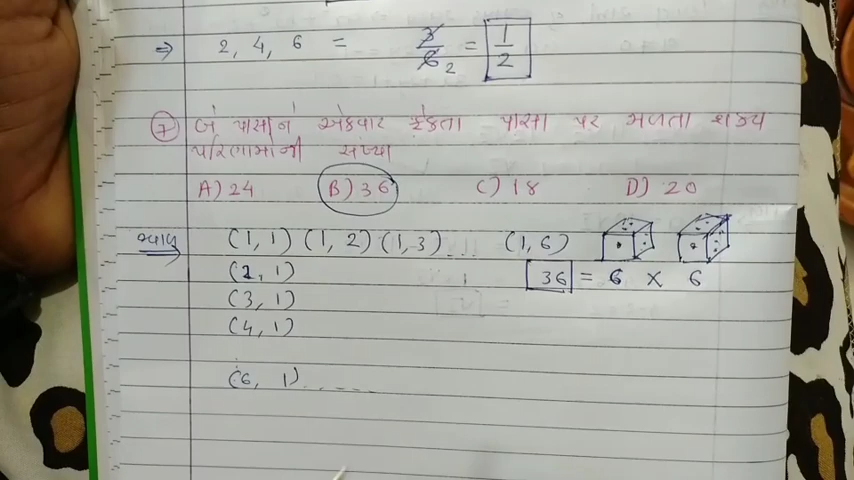 ⇒ 2, 4, 6 = 3/6 2 = 1/2
7 બે પાસાને એકવાર ફેંકતા પાસા પર મળતા શક્ય
પરિણામોની સંખ્યા
A) 24 B) 36 C) 18 D) 20
જવાબ (1, 1) (1, 2) (1, 3) ... (1, 6)
(2, 1) 36 = 6 x 6
(3, 1)
(4, 1)
(6, 1) ......